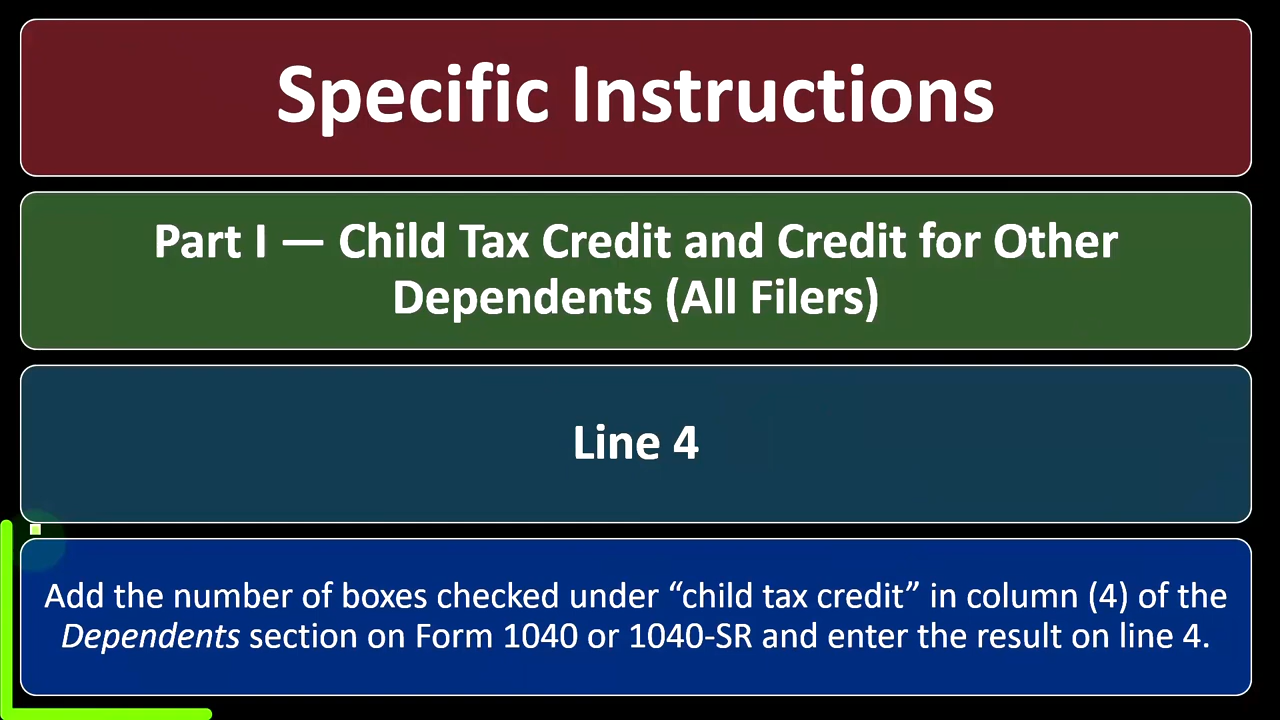 Specific Instructions
Part I — Child Tax Credit and Credit for Other
Dependents (All Filers)
Line 4
Add the number of boxes checked under “child tax credit” in column (4) of the
Dependents section on Form 1040 or 1040-SR and enter the result on line 4.